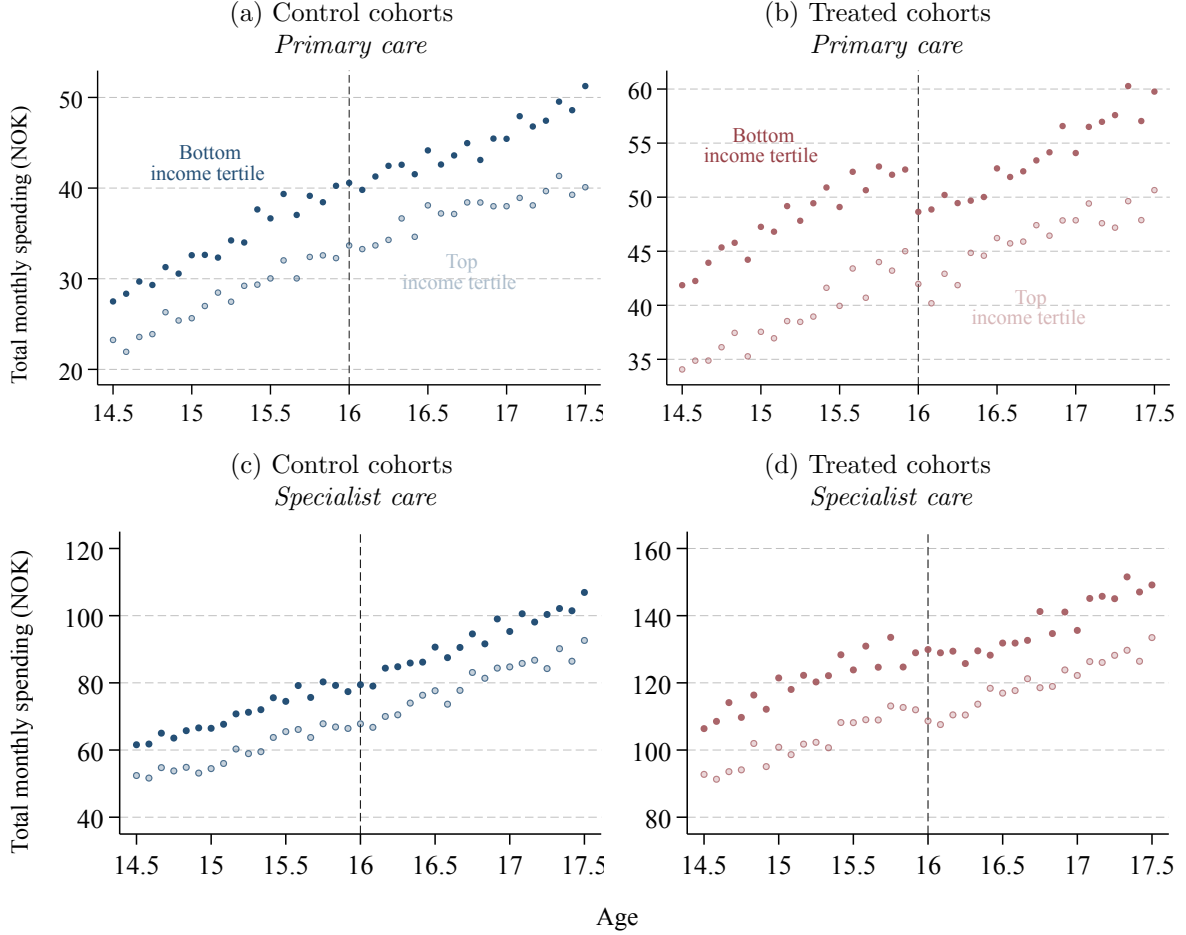 (a) Control cohorts
Primary care
Total monthly spending (NOK)
50
40
30
20
Bottom
income tertile
Top
income tertile
14.5 15 15.5 16 16.5 17 17.5
(b) Treated cohorts
Primary care
60
55
50
45
40
35
Bottom
income tertile
Top
income tertile
14.5 15 15.5 16 16.5 17 17.5
(c) Control cohorts
Specialist care
Total monthly spending (NOK)
120
100
80
60
40
14.5 15 15.5 16 16.5 17 17.5
(d) Treated cohorts
Specialist care
160
140
120
100
80
14.5 15 15.5 16 16.5 17 17.5
Age